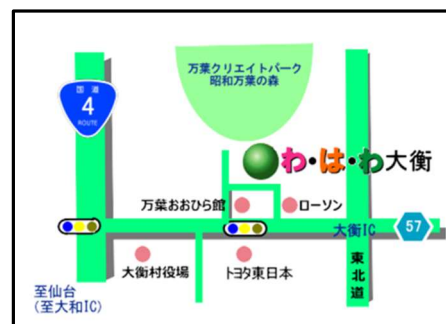 国道
4
ROUTE
万葉クリエイトパーク
昭和万葉の森
わ・は・わ大衡
万葉おおひら館
ローソン
大衡IC
57
大衡村役場
トヨタ東日本
東北道
至仙台
(至大和IC)